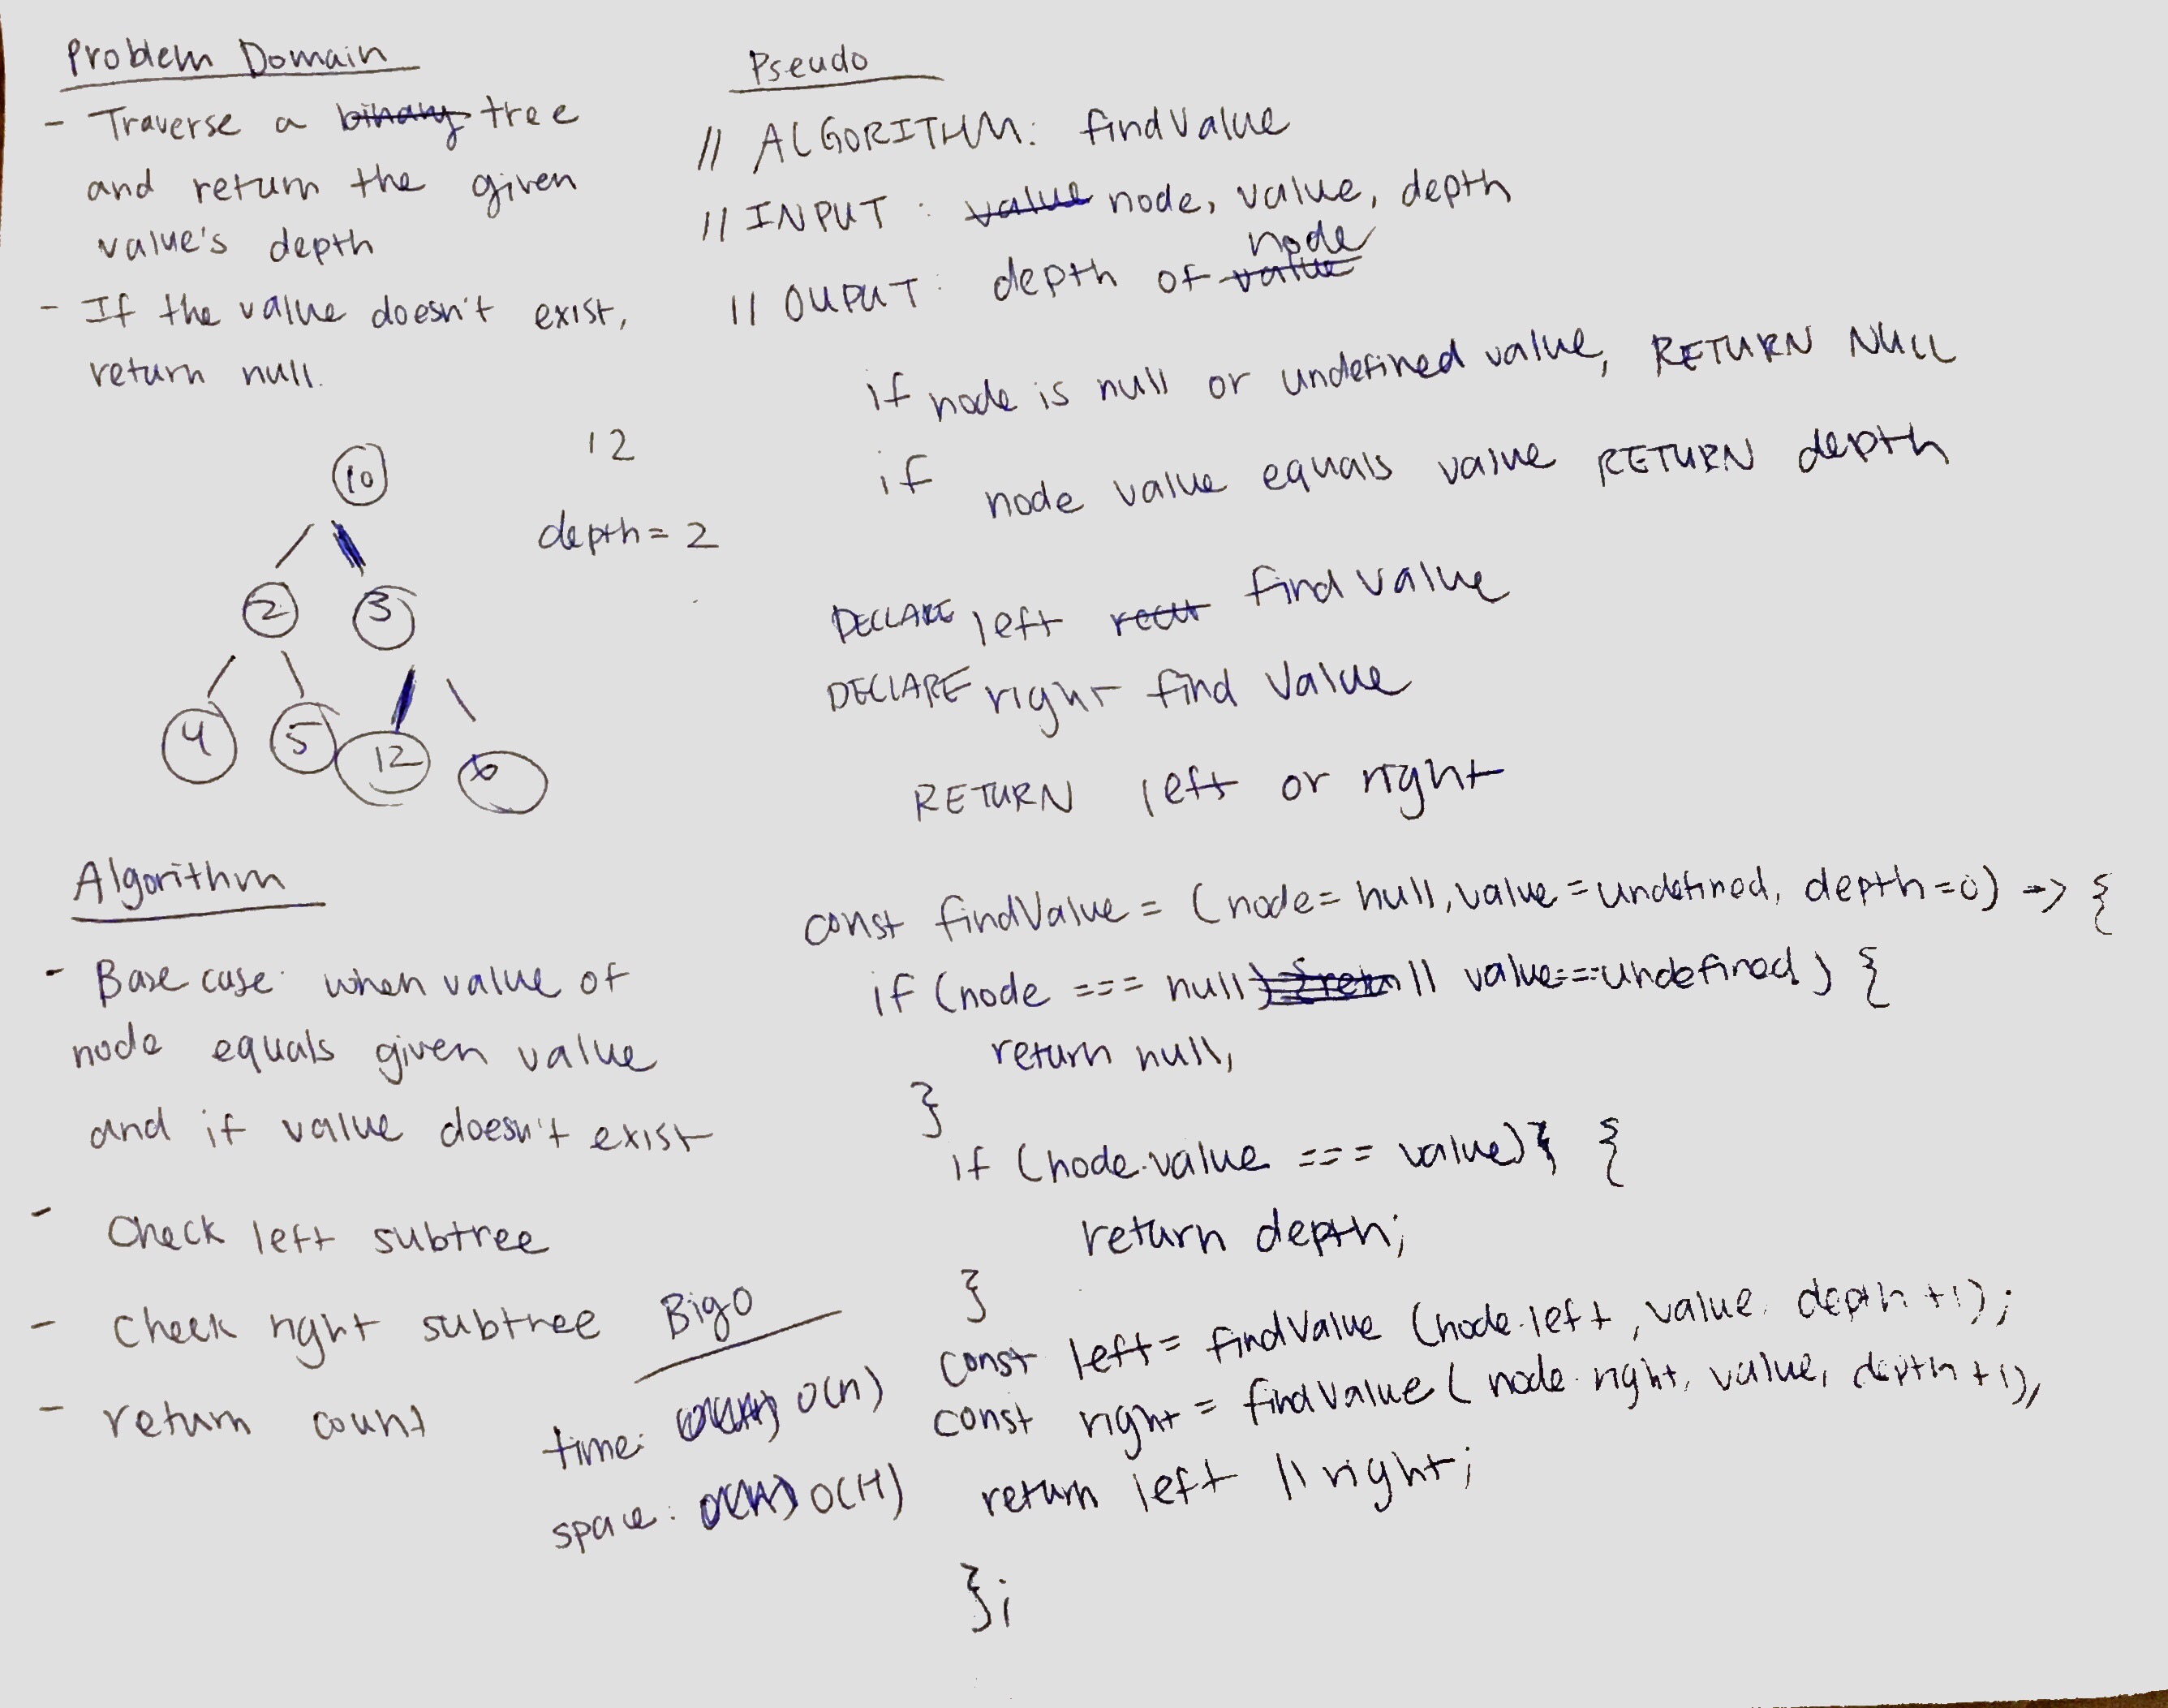 Problem Domain
- Traverse a binary tree
and return the given
value's depth
- If the value doesn't exist,
return null.
10
12
depth = 2
2 3
4 5 12 6
Algorithm
- Base case: when value of
node equals given value
and if value doesn't exist
- Check left subtree
- Check right subtree
- return count
Big O
time: O(n)
space: O(H)
Pseudo
// ALGORITHM: findValue
// INPUT: value node, value, depth
node
// OUPUT: depth of value
if node is null or undefined value, RETURN NULL
if node value equals value RETURN depth
DECLARE left find value
DECLARE right find Value
RETURN left or right
const findValue = (node = null, value = undefined, depth = 0) => {
if (node === null || value === undefined) {
return null;
}
if (node.value === value) {
return depth;
}
const left = findValue (node.left, value, depth +1);
const right = findValue (node.right, value, depth +1);
return left || right;
};